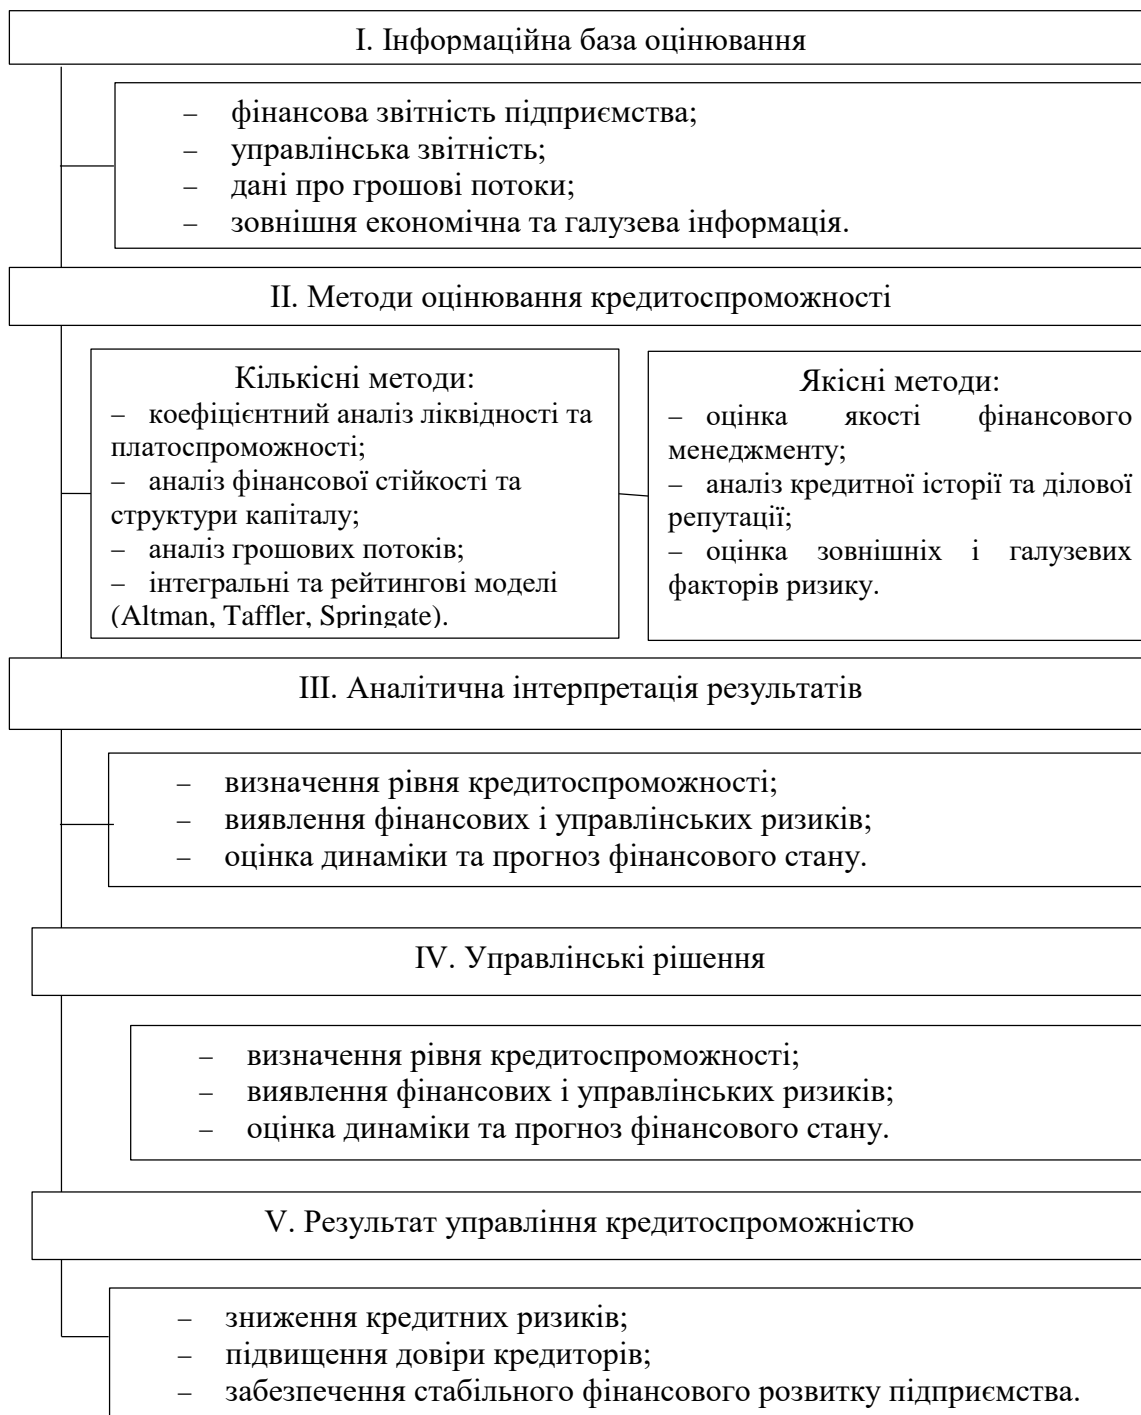 I. Інформаційна база оцінювання
– фінансова звітність підприємства;
– управлінська звітність;
– дані про грошові потоки;
– зовнішня економічна та галузева інформація.
II. Методи оцінювання кредитоспроможності
Кількісні методи:
– коефіцієнтний аналіз ліквідності та
платоспроможності;
– аналіз фінансової стійкості та
структури капіталу;
– аналіз грошових потоків;
– інтегральні та рейтингові моделі
(Altman, Taffler, Springate).
Якісні методи:
– оцінка якості фінансового
менеджменту;
– аналіз кредитної історії та ділової
репутації;
– оцінка зовнішніх і галузевих
факторів ризику.
III. Аналітична інтерпретація результатів
– визначення рівня кредитоспроможності;
– виявлення фінансових і управлінських ризиків;
– оцінка динаміки та прогноз фінансового стану.
IV. Управлінські рішення
– визначення рівня кредитоспроможності;
– виявлення фінансових і управлінських ризиків;
– оцінка динаміки та прогноз фінансового стану.
V. Результат управління кредитоспроможністю
– зниження кредитних ризиків;
– підвищення довіри кредиторів;
– забезпечення стабільного фінансового розвитку підприємства.